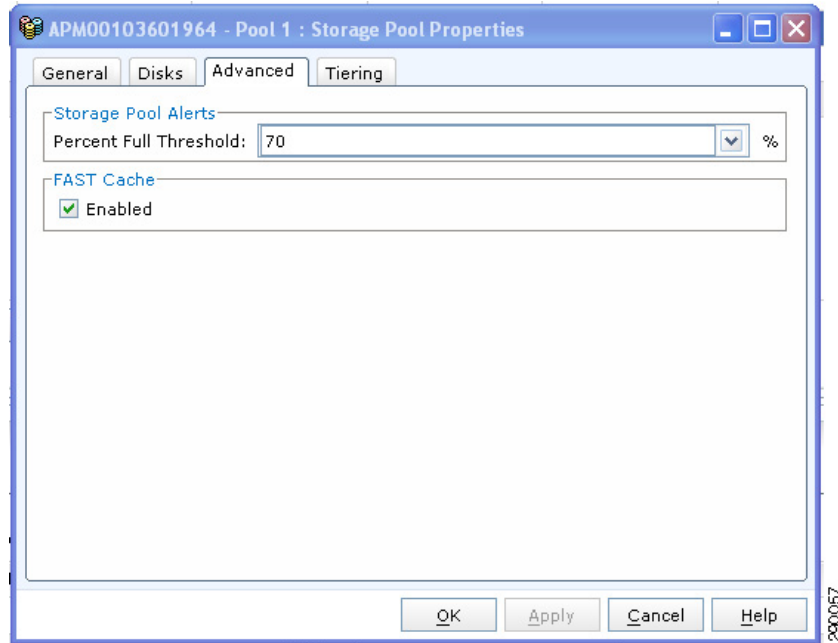 APM00103601964 - Pool 1 : Storage Pool Properties
General Disks Advanced Tiering
Storage Pool Alerts
Percent Full Threshold: 70 %
FAST Cache
Enabled
OK Apply Cancel Help